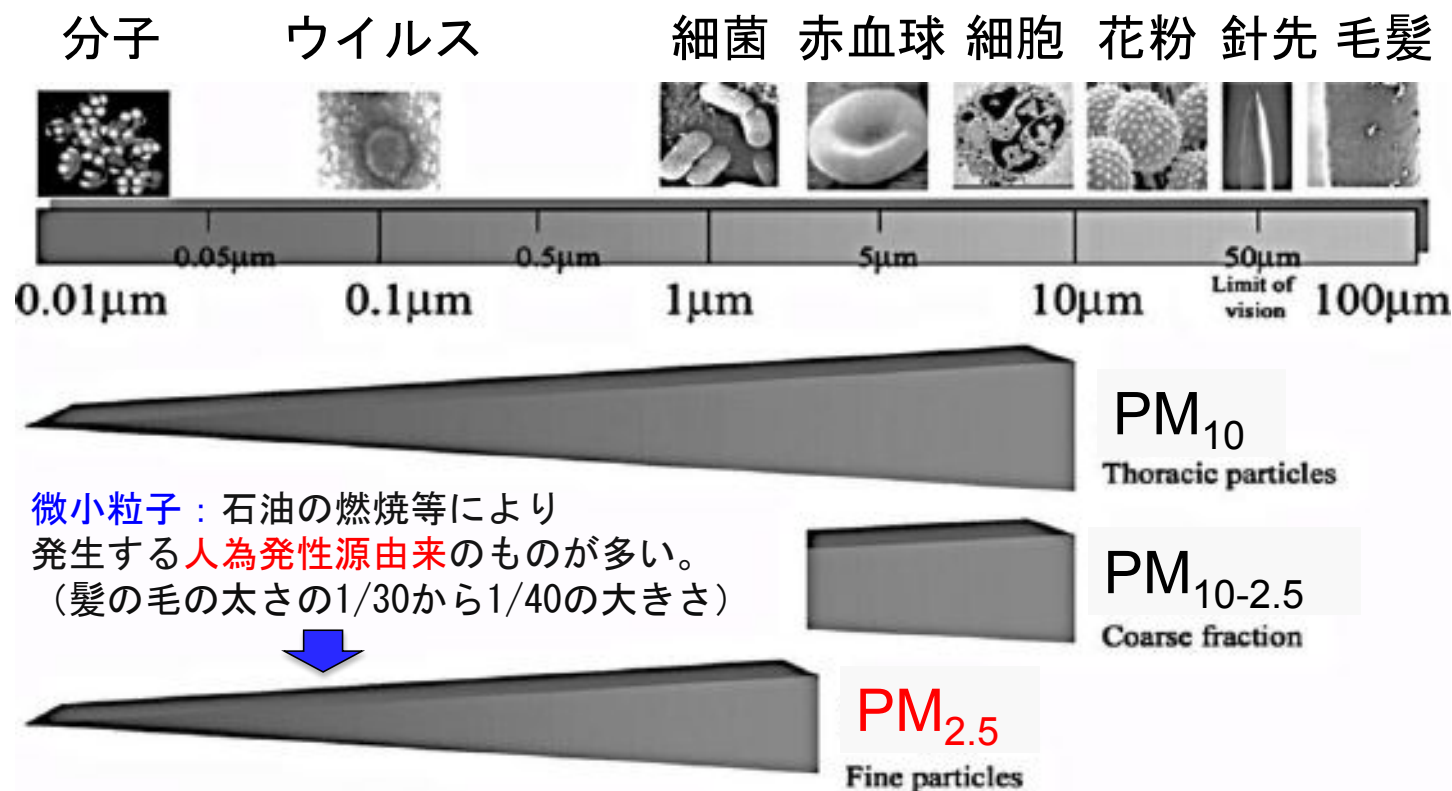 分子 ウイルス 細菌 赤血球 細胞 花粉 針先 毛髪
0.05μm 0.5μm 5μm 50μm
0.01μm 0.1μm 1μm 10μm Limit of vision 100μm
PM10
Thoracic particles
微小粒子：石油の燃焼等により
発生する人為発性源由来のものが多い。
（髪の毛の太さの1/30から1/40の大きさ）
PM10-2.5
Coarse fraction
PM2.5
Fine particles